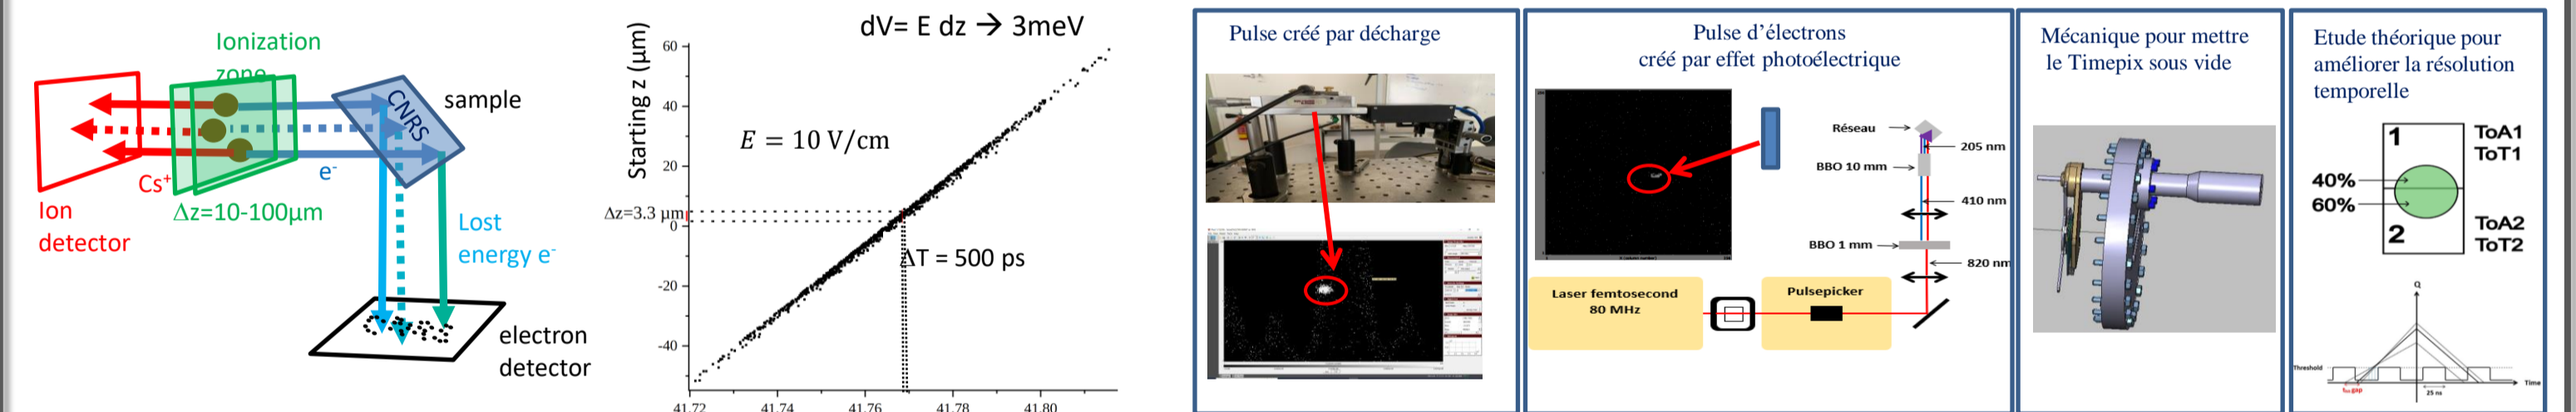 Ionization
zone
CNRS
sample
Cs⁺
e⁻
Δz=10-100μm
Ion
detector
Lost
energy e⁻
electron
detector
dV= E dz → 3meV
Starting z (μm)
60
40
20
0
-20
-40
E = 10 V/cm
Δz=3.3 μm
ΔT = 500 ps
41.72
41.74
41.76
41.78
41.80
Pulse créé par décharge
Pulse d’électrons
créé par effet photoélectrique
Réseau
205 nm
BBO 10 mm
410 nm
BBO 1 mm
820 nm
Laser femtosecond
80 MHz
Pulsepicker
Mécanique pour mettre
le Timepix sous vide
Etude théorique pour
améliorer la résolution
temporelle
1
ToA1
ToT1
40%
60%
2
ToA2
ToT2
Q
Threshold
Time
25 ns